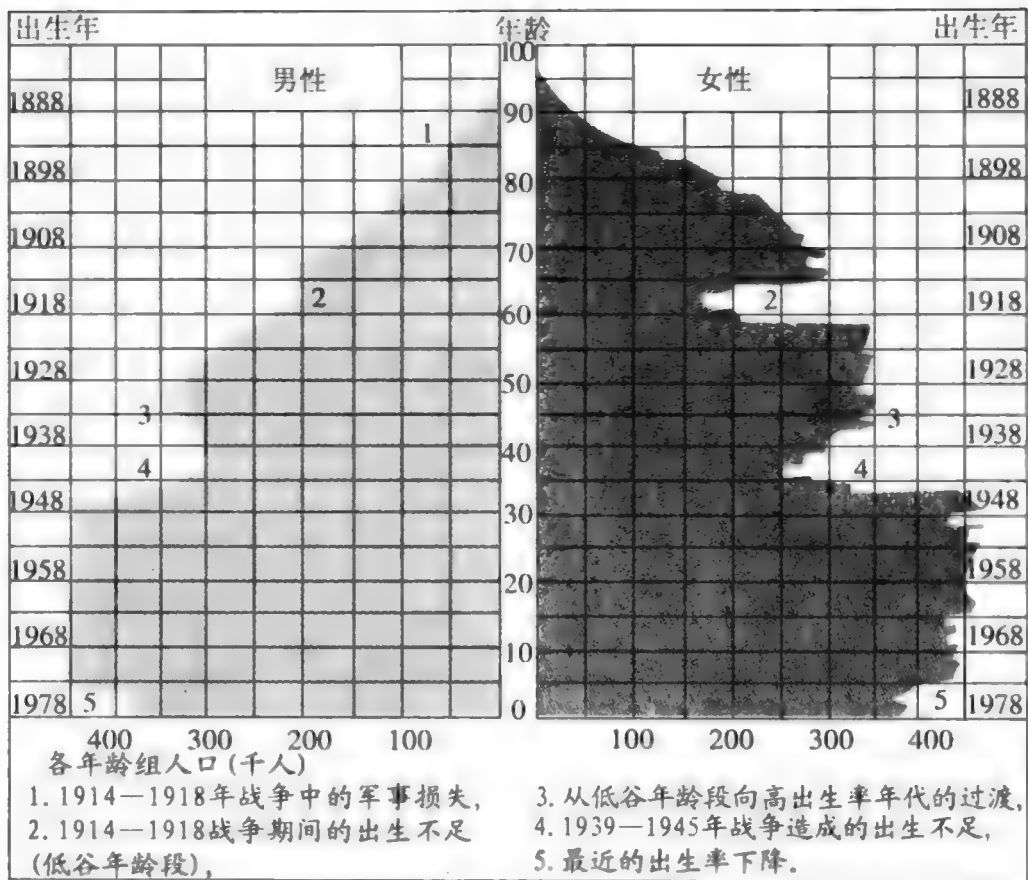 出生年 年龄 出生年
男性 女性
100
1888 90 1888
1
1898 80 1898
1908 70 1908
2 2
1918 60 1918
1928 50 1928
3 3
1938 40 1938
4 4
1948 30 1948
1958 20 1958
1968 10 1968
1978 5 0 5 1978
400 300 200 100 100 200 300 400
各年龄组人口(千人)
1. 1914—1918年战争中的军事损失,
2. 1914—1918战争期间的出生不足
(低谷年龄段),
3. 从低谷年龄段向高出生率年代的过渡,
4. 1939—1945年战争造成的出生不足,
5. 最近的出生率下降.